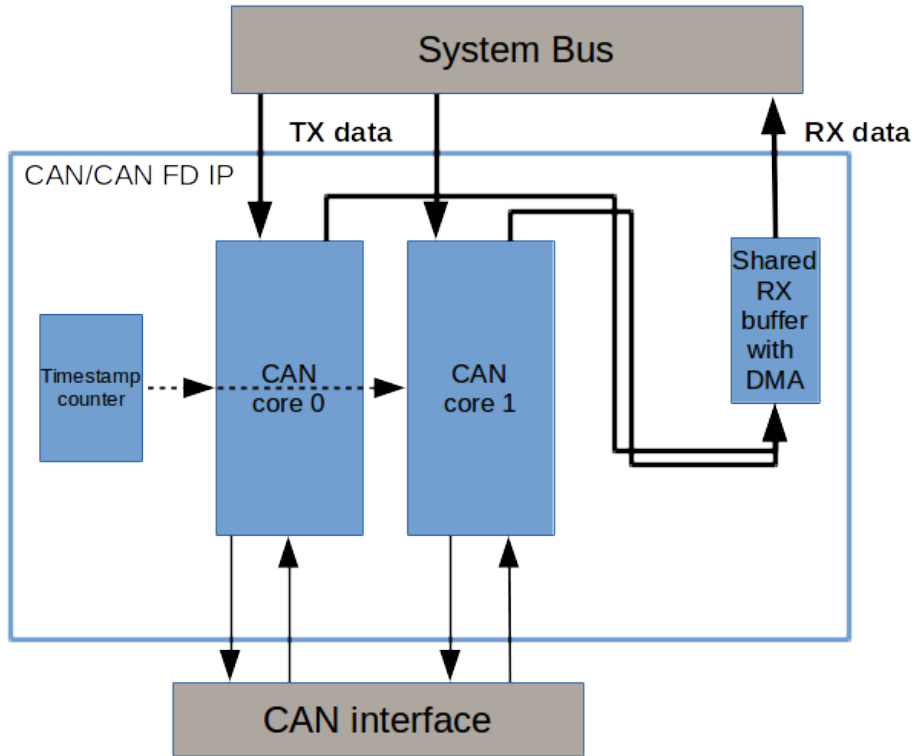 System Bus
TX data
RX data
CAN/CAN FD IP
Timestamp
counter
CAN
core 0
CAN
core 1
Shared
RX
buffer
with
DMA
CAN interface